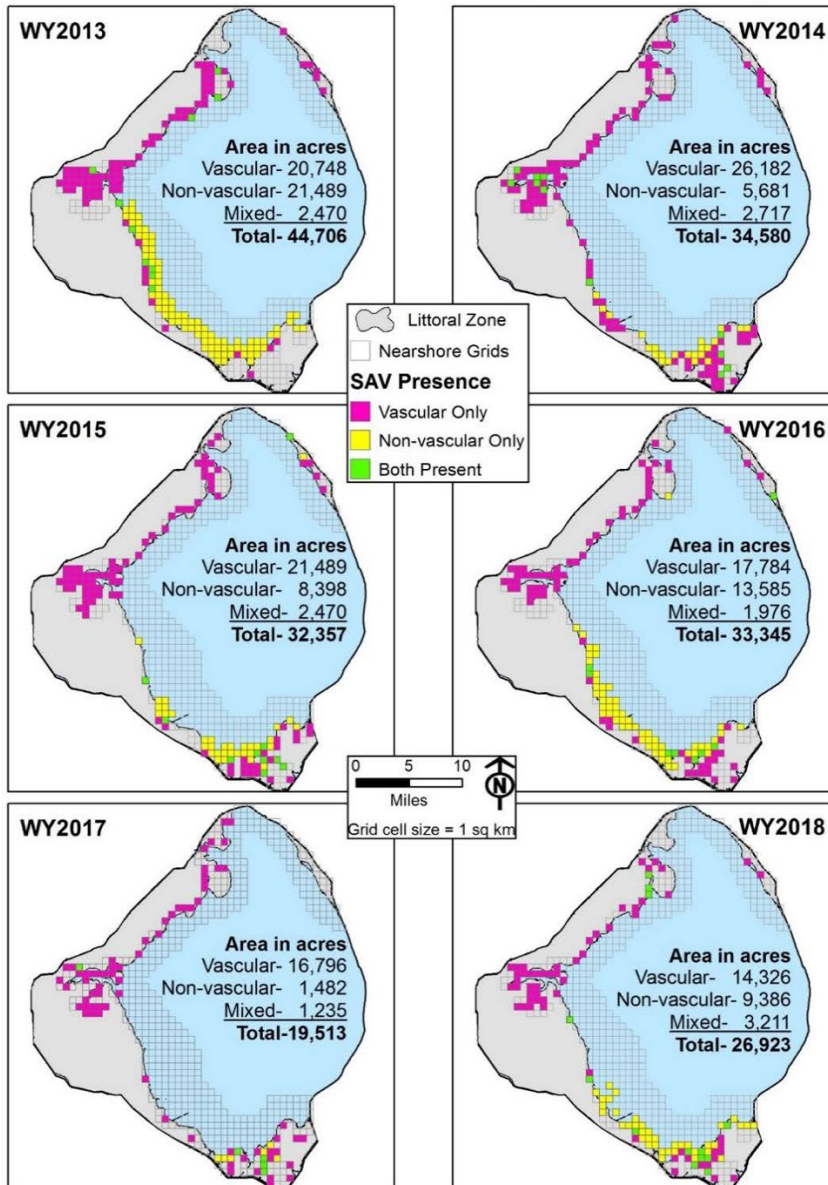 WY2013
Area in acres
Vascular- 20,748
Non-vascular- 21,489
Mixed- 2,470
Total- 44,706
WY2014
Area in acres
Vascular- 26,182
Non-vascular- 5,681
Mixed- 2,717
Total- 34,580
Littoral Zone
Nearshore Grids
SAV Presence
Vascular Only
Non-vascular Only
Both Present
WY2015
Area in acres
Vascular- 21,489
Non-vascular- 8,398
Mixed- 2,470
Total- 32,357
WY2016
Area in acres
Vascular- 17,784
Non-vascular- 13,585
Mixed- 1,976
Total- 33,345
0 5 10
Miles
N
Grid cell size = 1 sq km
WY2017
Area in acres
Vascular- 16,796
Non-vascular- 1,482
Mixed- 1,235
Total-19,513
WY2018
Area in acres
Vascular- 14,326
Non-vascular- 9,386
Mixed- 3,211
Total- 26,923